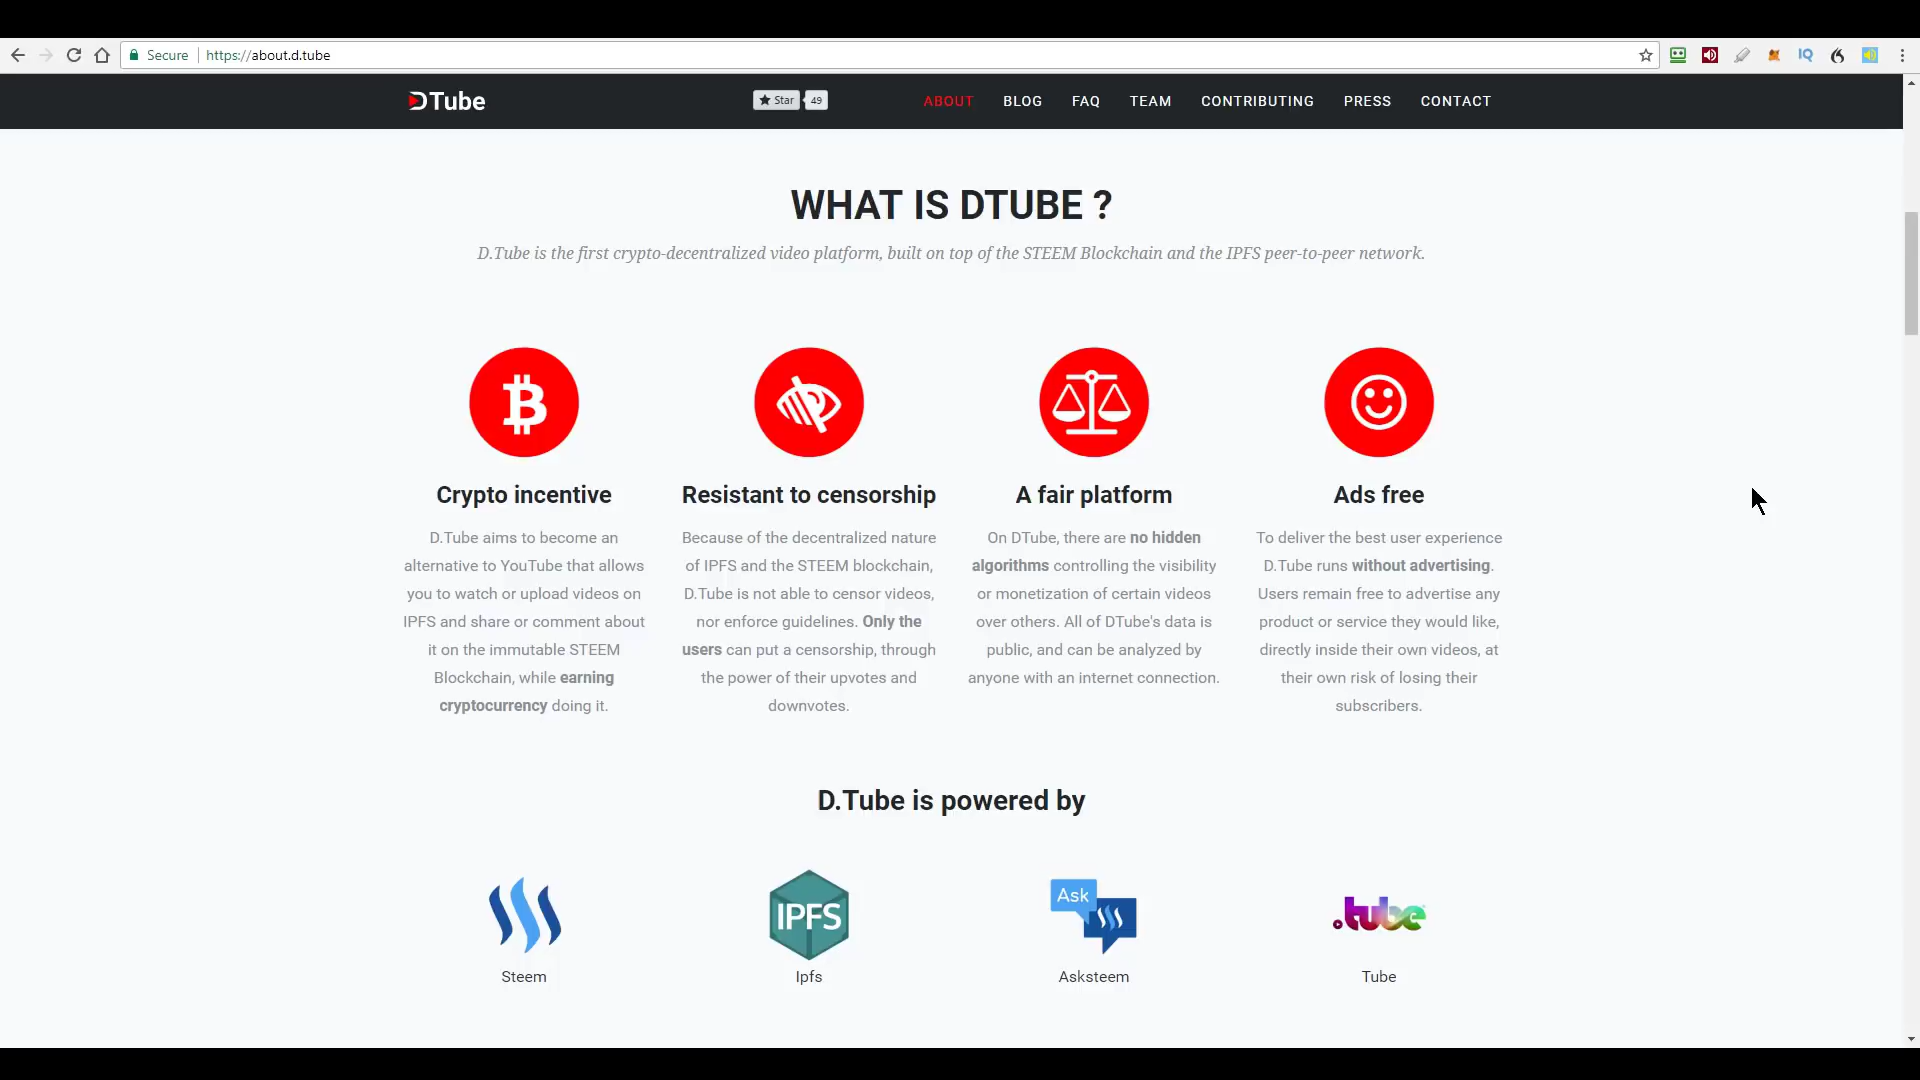 Secure https://about.d.tube
DTube
Star 49
ABOUT BLOG FAQ TEAM CONTRIBUTING PRESS CONTACT
WHAT IS DTUBE ?
D.Tube is the first crypto-decentralized video platform, built on top of the STEEM Blockchain and the IPFS peer-to-peer network.
Crypto incentive
D.Tube aims to become an
alternative to YouTube that allows
you to watch or upload videos on
IPFS and share or comment about
it on the immutable STEEM
Blockchain, while earning
cryptocurrency doing it.
Resistant to censorship
Because of the decentralized nature
of IPFS and the STEEM blockchain,
D.Tube is not able to censor videos,
nor enforce guidelines. Only the
users can put a censorship, through
the power of their upvotes and
downvotes.
A fair platform
On DTube, there are no hidden
algorithms controlling the visibility
or monetization of certain videos
over others. All of DTube's data is
public, and can be analyzed by
anyone with an internet connection.
Ads free
To deliver the best user experience
D.Tube runs without advertising.
Users remain free to advertise any
product or service they would like,
directly inside their own videos, at
their own risk of losing their
subscribers.
D.Tube is powered by
Steem
IPFS
Ipfs
Ask
Asksteem
.tube
Tube